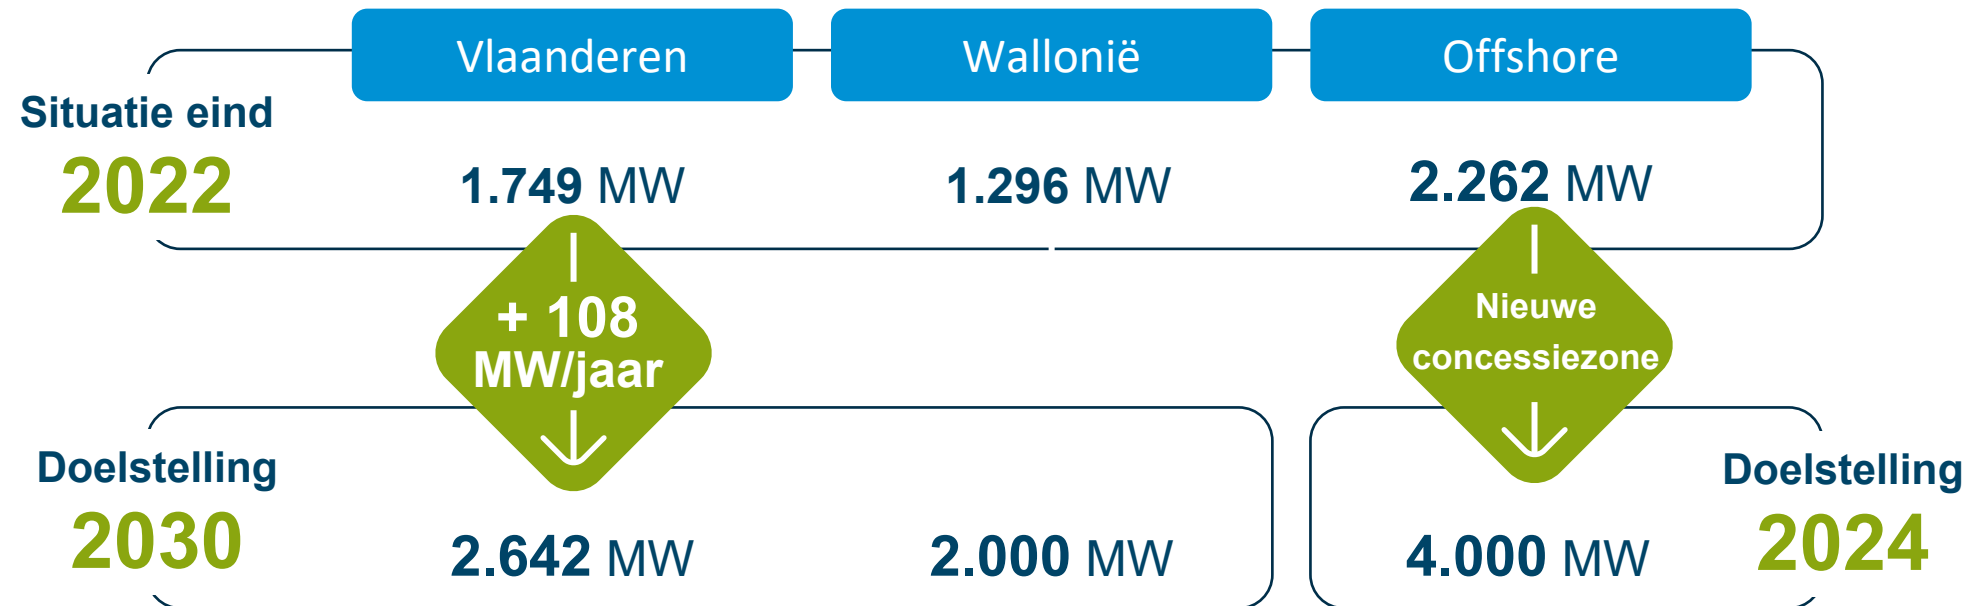 Vlaanderen
Wallonië
Offshore
Situatie eind
2022
1.749 MW
1.296 MW
2.262 MW
+ 108
MW/jaar
Nieuwe
concessiezone
Doelstelling
2030
2.642 MW
2.000 MW
4.000 MW
Doelstelling
2024